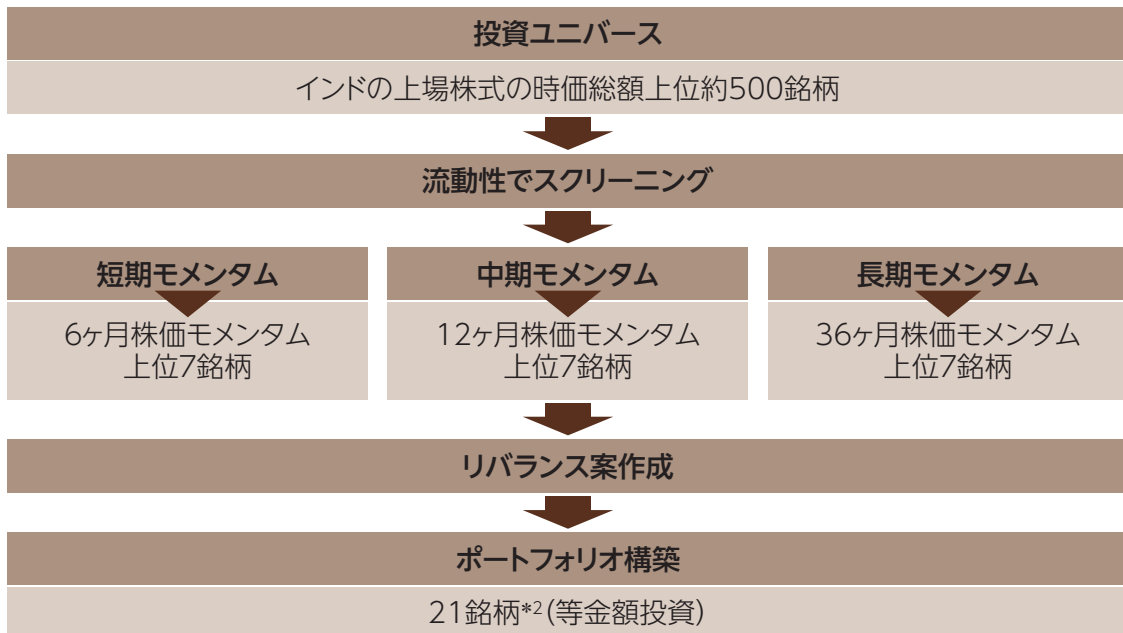 投資ユニバース
インドの上場株式の時価総額上位約500銘柄
流動性でスクリーニング
短期モメンタム
6ヶ月株価モメンタム
上位7銘柄
中期モメンタム
12ヶ月株価モメンタム
上位7銘柄
長期モメンタム
36ヶ月株価モメンタム
上位7銘柄
リバランス案作成
ポートフォリオ構築
21銘柄*2(等金額投資)